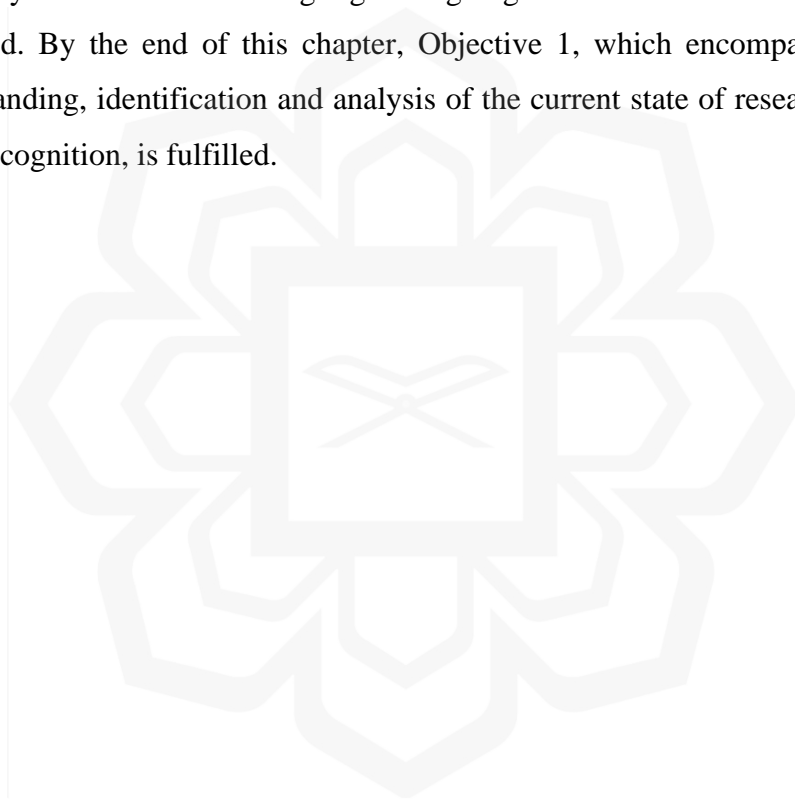 d. By the end of this chapter, Objective 1, which encompa
anding, identification and analysis of the current state of resea
cognition, is fulfilled.